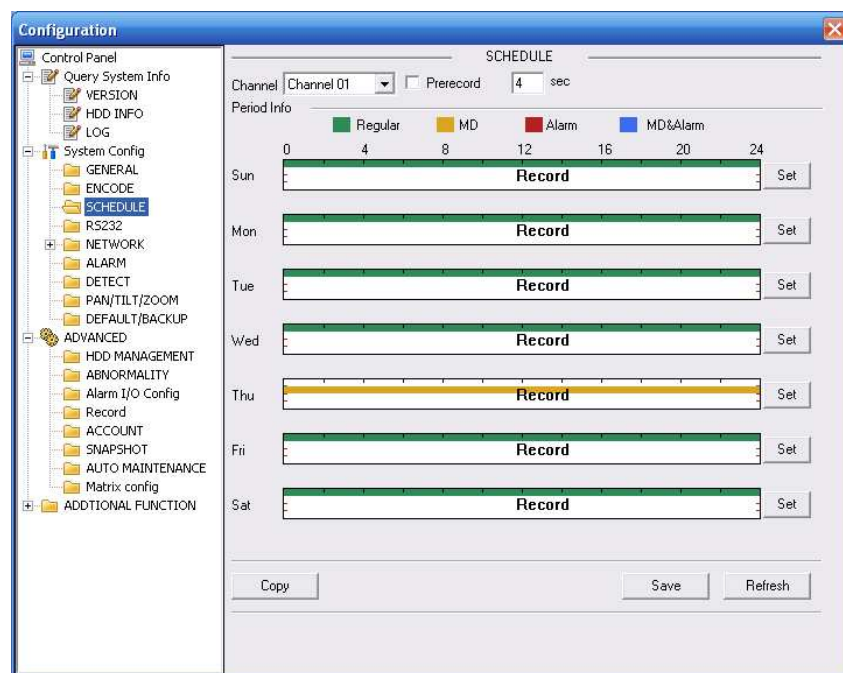 Configuration
Control Panel
Query System Info
VERSION
HDD INFO
LOG
System Config
GENERAL
ENCODE
SCHEDULE
RS232
NETWORK
ALARM
DETECT
PAN/TILT/ZOOM
DEFAULT/BACKUP
ADVANCED
HDD MANAGEMENT
ABNORMALITY
Alarm I/O Config
Record
ACCOUNT
SNAPSHOT
AUTO MAINTENANCE
Matrix config
ADDTIONAL FUNCTION
SCHEDULE
Channel Channel 01 Prerecord 4 sec
Period Info
Regular MD Alarm MD&Alarm
0 4 8 12 16 20 24
Sun Record Set
Mon Record Set
Tue Record Set
Wed Record Set
Thu Record Set
Fri Record Set
Sat Record Set
Copy Save Refresh